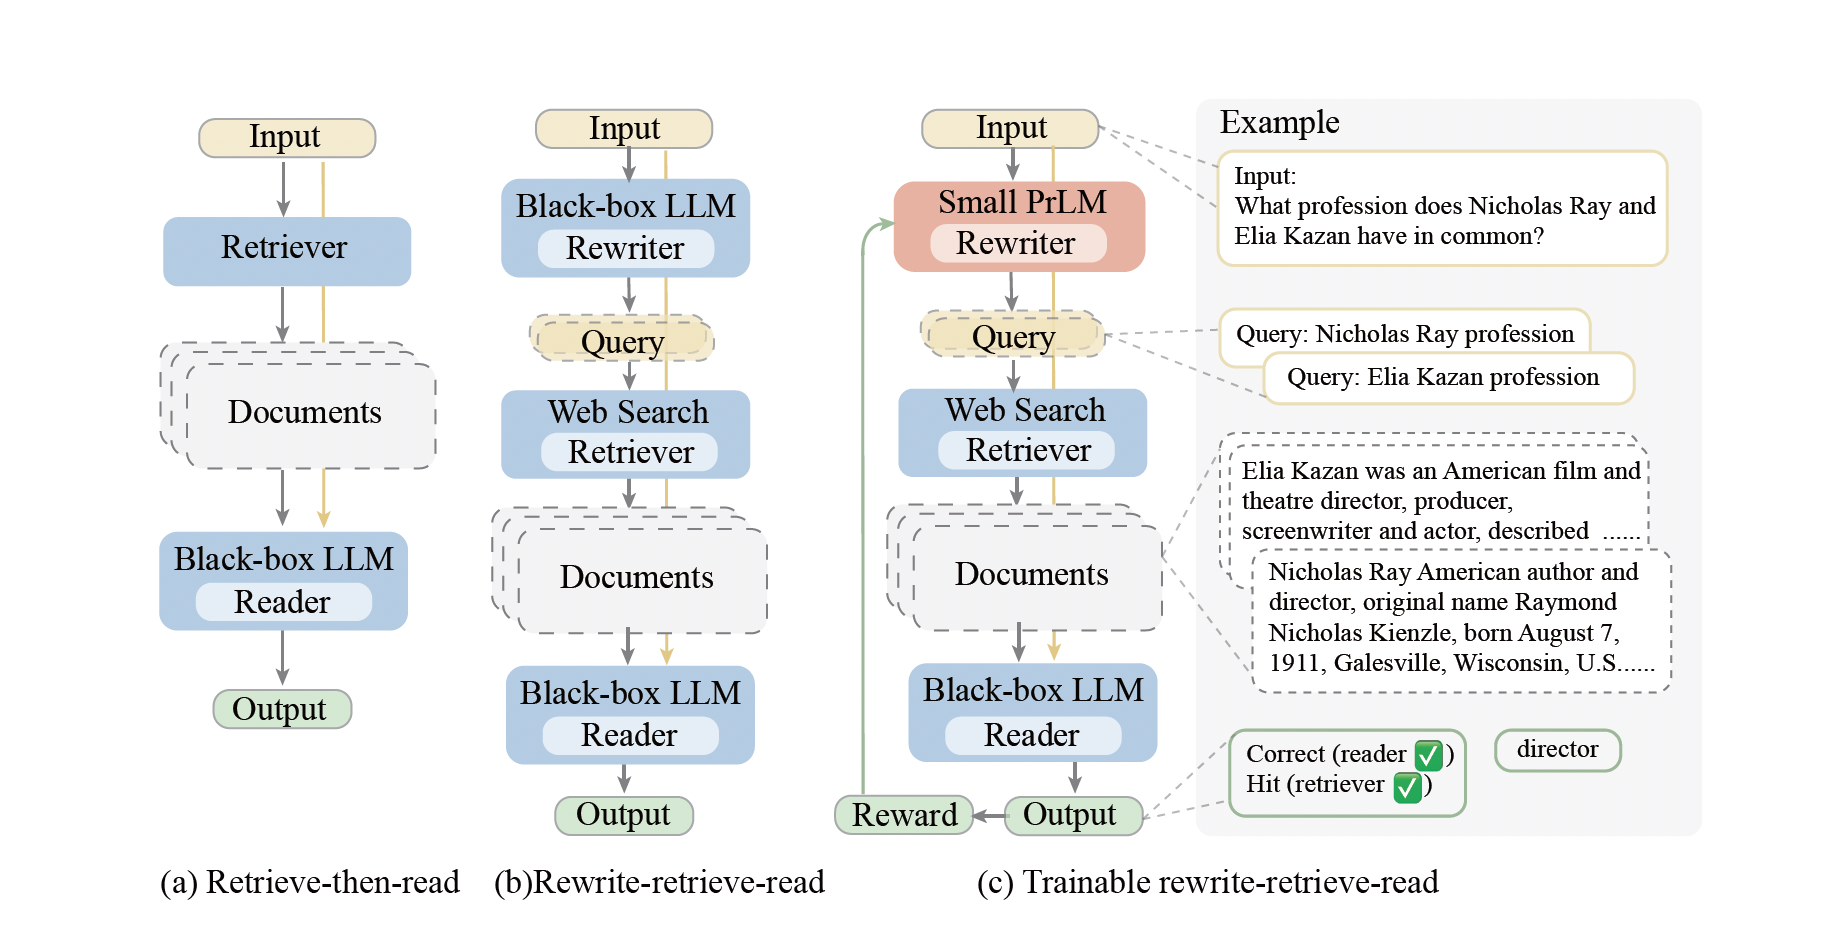 Input
Retriever
Documents
Black-box LLM
Reader
Output
(a) Retrieve-then-read
Input
Black-box LLM
Rewriter
Query
Web Search
Retriever
Documents
Black-box LLM
Reader
Output
(b)Rewrite-retrieve-read
Input
Small PrLM
Rewriter
Query
Web Search
Retriever
Documents
Black-box LLM
Reader
Reward
Output
(c) Trainable rewrite-retrieve-read
Example
Input:
What profession does Nicholas Ray and
Elia Kazan have in common?
Query: Nicholas Ray profession
Query: Elia Kazan profession
Elia Kazan was an American film and
theatre director, producer,
screenwriter and actor, described ......
Nicholas Ray American author and
director, original name Raymond
Nicholas Kienzle, born August 7,
1911, Galesville, Wisconsin, U.S......
Correct (reader ✅)
Hit (retriever ✅)
director